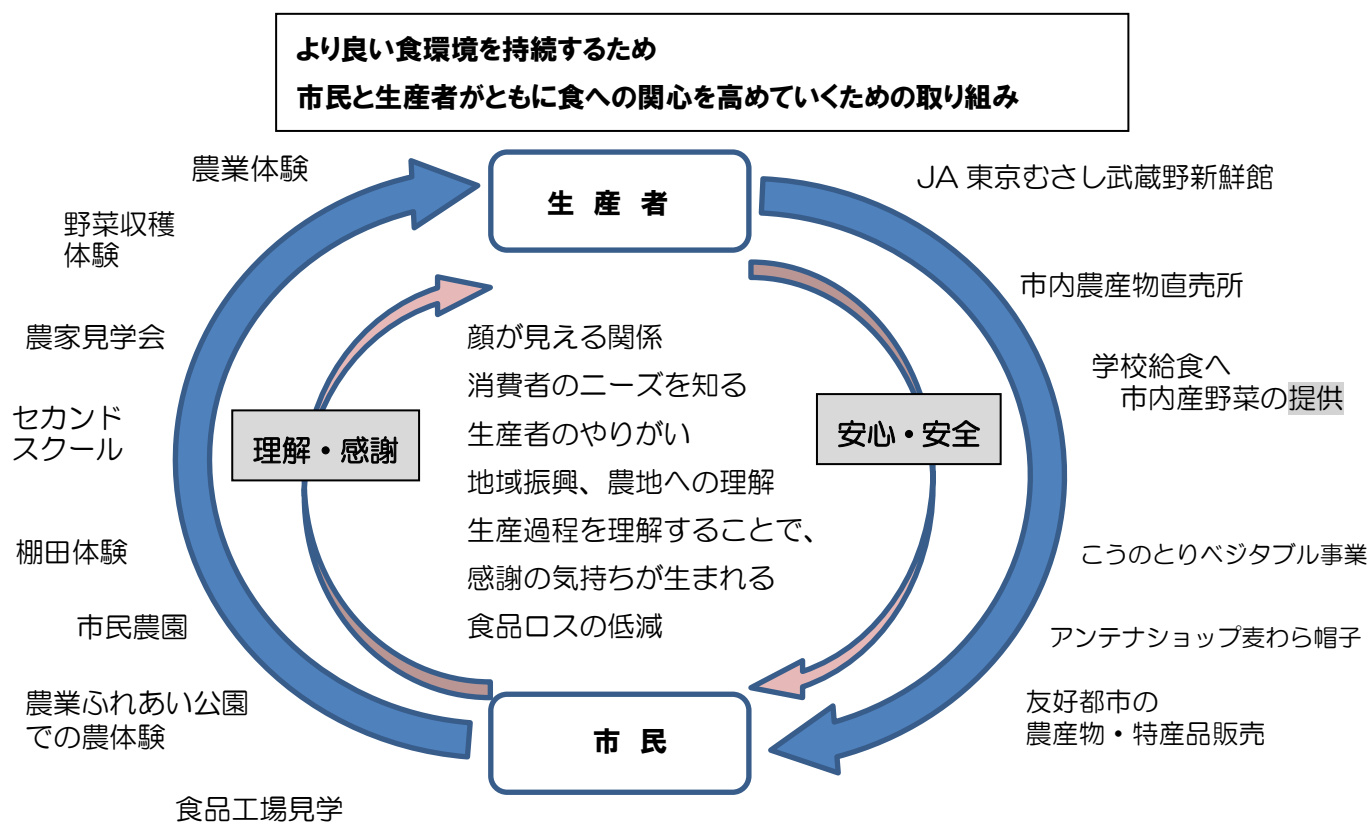 より良い食環境を持続するため
市民と生産者がともに食への関心を高めていくための取り組み
農業体験
野菜収穫
体験
農家見学会
セカンド
スクール
棚田体験
市民農園
農業ふれあい公園
での農体験
食品工場見学
生産者
理解・感謝
顔が見える関係
消費者のニーズを知る
生産者のやりがい
地域振興、農地への理解
生産過程を理解することで、
感謝の気持ちが生まれる
食品ロスの低減
安心・安全
市民
JA 東京むさし武蔵野新鮮館
市内農産物直売所
学校給食へ
市内産野菜の提供
こうのとりベジタブル事業
アンテナショップ麦わら帽子
友好都市の
農産物・特産品販売